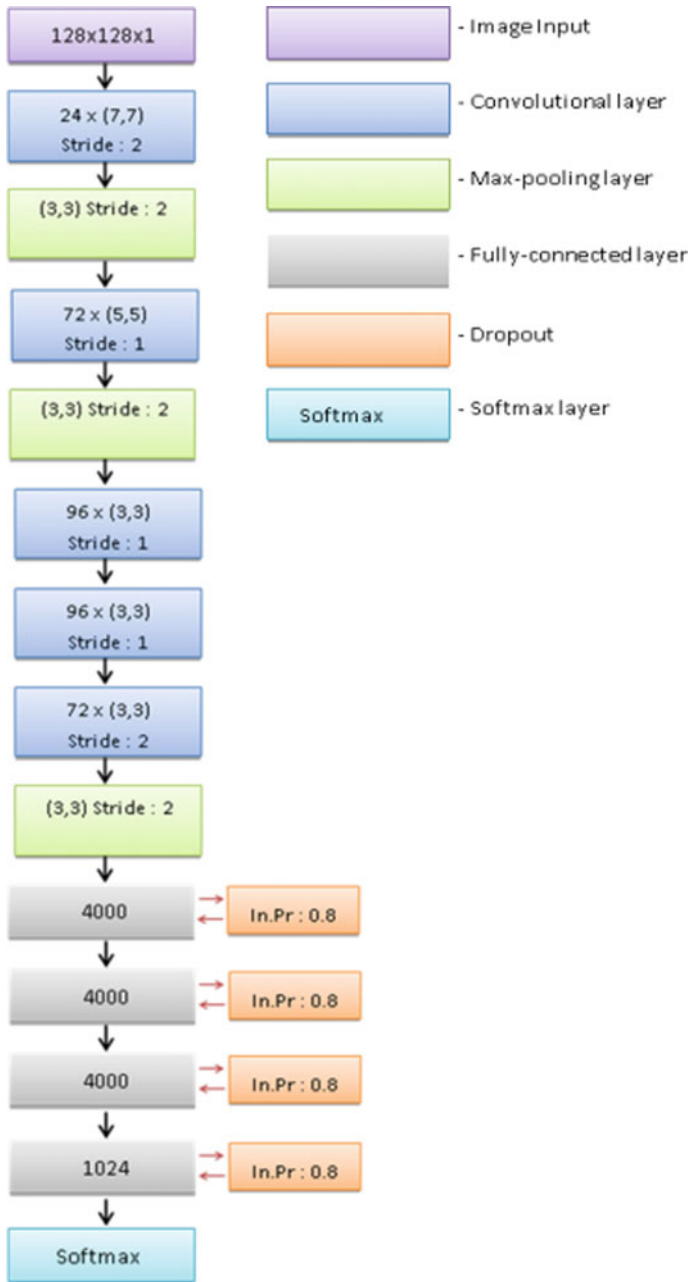 128x128x1
24 x (7,7)
Stride : 2
(3,3) Stride : 2
72 x (5,5)
Stride : 1
(3,3) Stride : 2
96 x (3,3)
Stride : 1
96 x (3,3)
Stride : 1
72 x (3,3)
Stride : 2
(3,3) Stride : 2
4000
In.Pr : 0.8
4000
In.Pr : 0.8
4000
In.Pr : 0.8
1024
In.Pr : 0.8
Softmax
- Image Input
- Convolutional layer
- Max-pooling layer
- Fully-connected layer
- Dropout
Softmax
- Softmax layer